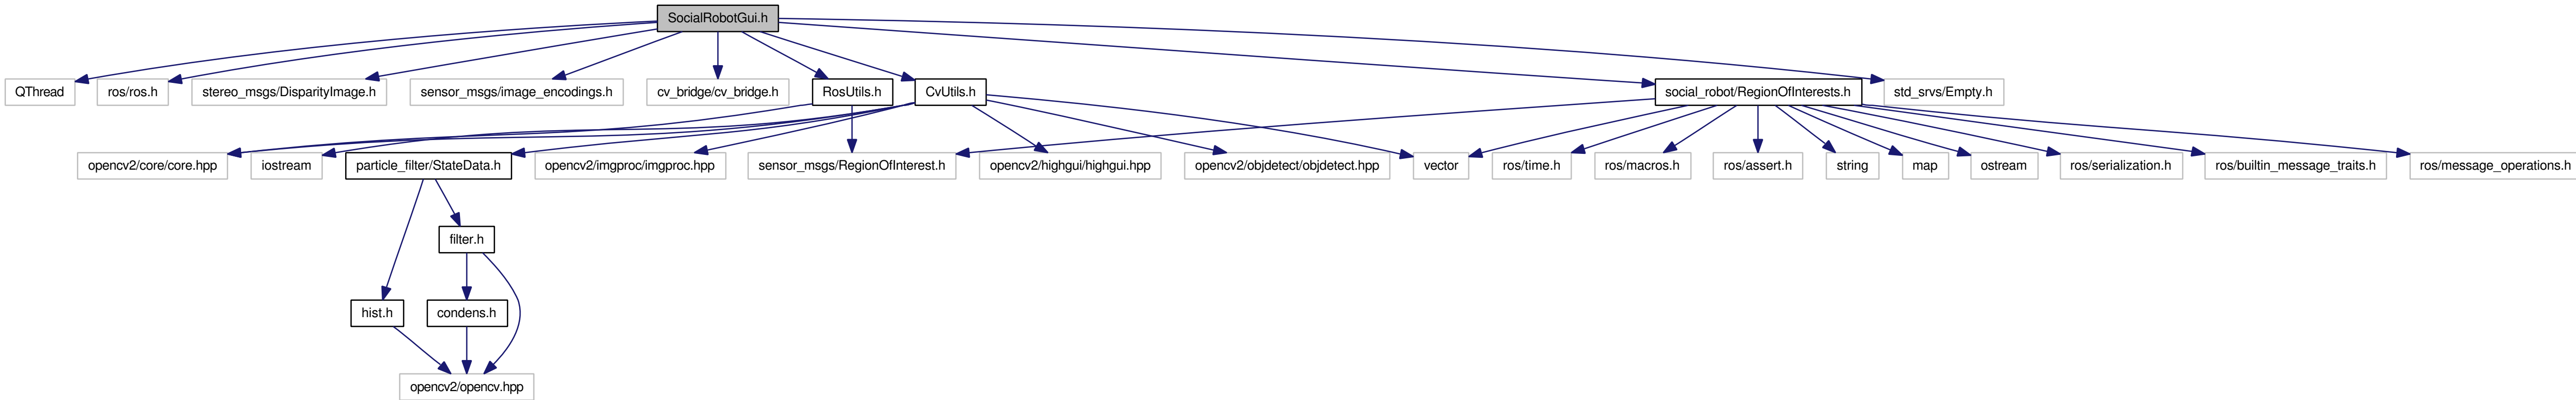 SocialRobotGui.h
QThread
ros/ros.h
stereo_msgs/DisparityImage.h
sensor_msgs/image_encodings.h
cv_bridge/cv_bridge.h
RosUtils.h
CvUtils.h
social_robot/RegionOfInterests.h
std_srvs/Empty.h
opencv2/core/core.hpp
iostream
particle_filter/StateData.h
opencv2/imgproc/imgproc.hpp
sensor_msgs/RegionOfInterest.h
opencv2/highgui/highgui.hpp
opencv2/objdetect/objdetect.hpp
vector
ros/time.h
ros/macros.h
ros/assert.h
string
map
ostream
ros/serialization.h
ros/builtin_message_traits.h
ros/message_operations.h
filter.h
hist.h
condens.h
opencv2/opencv.hpp